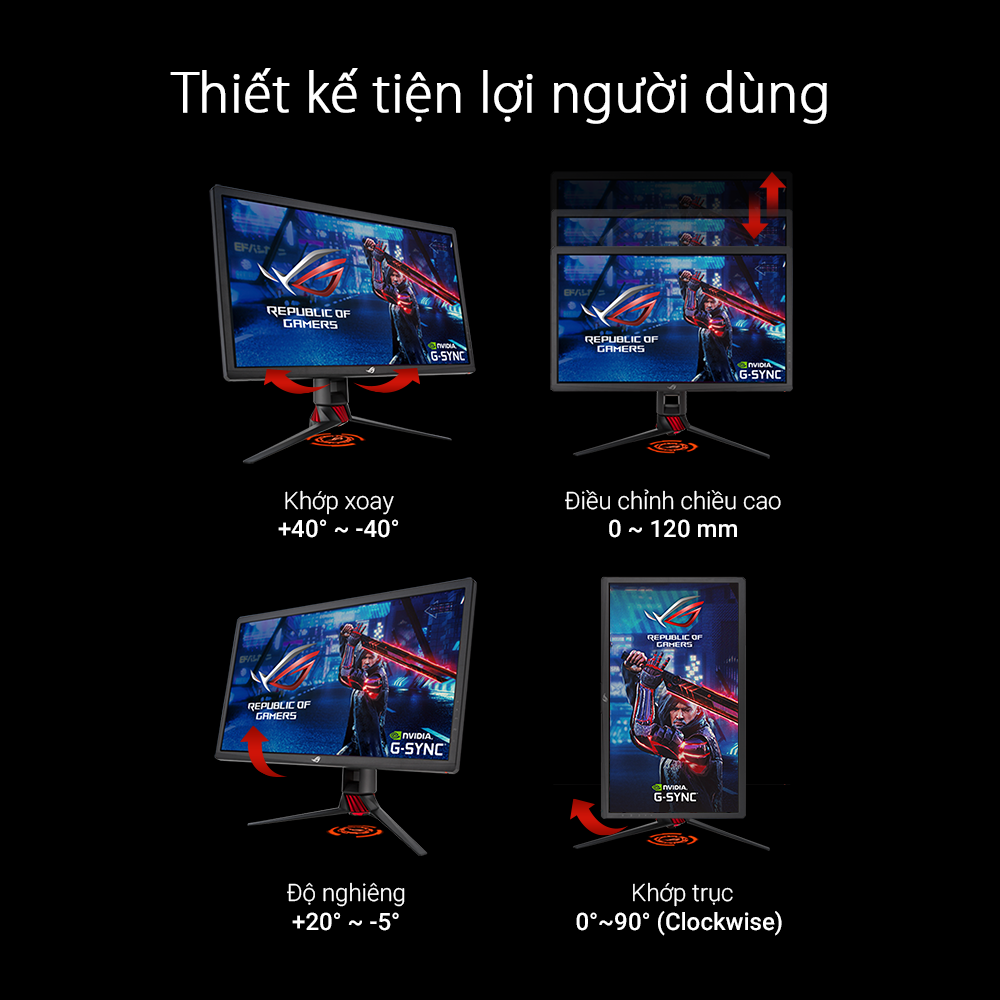 Thiết kế tiện lợi người dùng
REPUBLIC OF
GAMERS
NVIDIA
G-SYNC
REPUBLIC OF
GAMERS
NVIDIA
G-SYNC
Khớp xoay
+40° ~ -40°
Điều chỉnh chiều cao
0 ~ 120 mm
REPUBLIC OF
GAMERS
NVIDIA
G-SYNC
REPUBLIC OF
GAMERS
NVIDIA
G-SYNC
Độ nghiêng
+20° ~ -5°
Khớp trục
0°~90° (Clockwise)